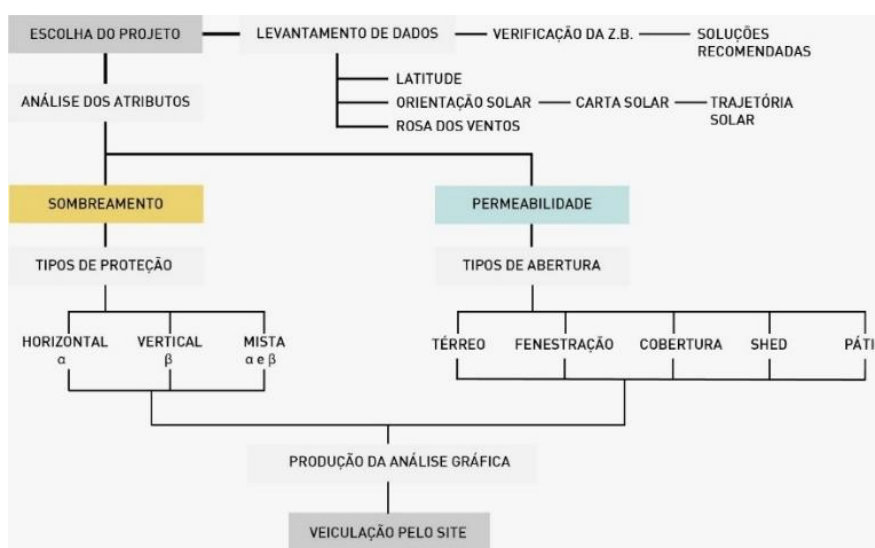 ESCOLHA DO PROJETO
LEVANTAMENTO DE DADOS
VERIFICAÇÃO DA Z.B.
SOLUÇÕES
RECOMENDADAS
LATITUDE
ANÁLISE DOS ATRIBUTOS
ORIENTAÇÃO SOLAR
CARTA SOLAR
TRAJETÓRIA
SOLAR
ROSA DOS VENTOS
SOMBREAMENTO
PERMEABILIDADE
TIPOS DE PROTEÇÃO
TIPOS DE ABERTURA
HORIZONTAL
α
VERTICAL
β
MISTA
α e β
TÉRREO
FENESTRAÇÃO
COBERTURA
SHED
PÁTI
PRODUÇÃO DA ANÁLISE GRÁFICA
VEICULAÇÃO PELO SITE